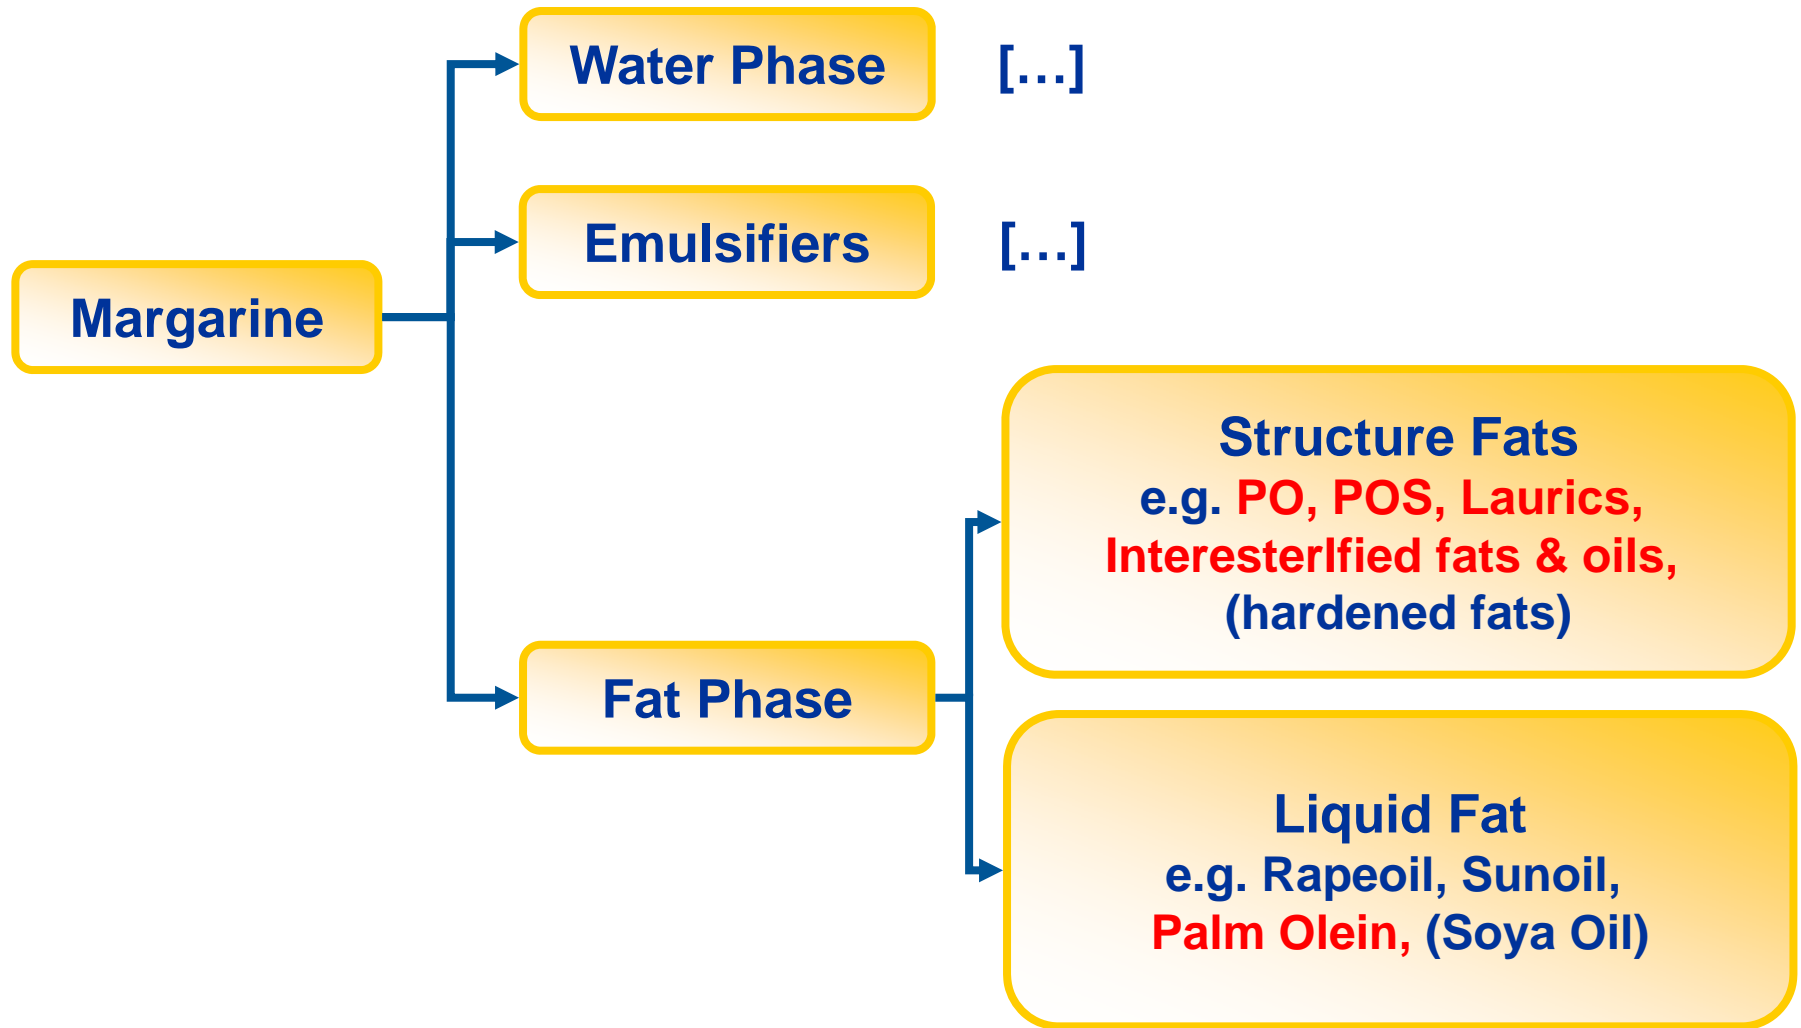 Water Phase
[…]
Emulsifiers
[…]
Margarine
Structure Fats
e.g. PO, POS, Laurics,
InteresterIfied fats & oils,
(hardened fats)
Fat Phase
Liquid Fat
e.g. Rapeoil, Sunoil,
Palm Olein, (Soya Oil)